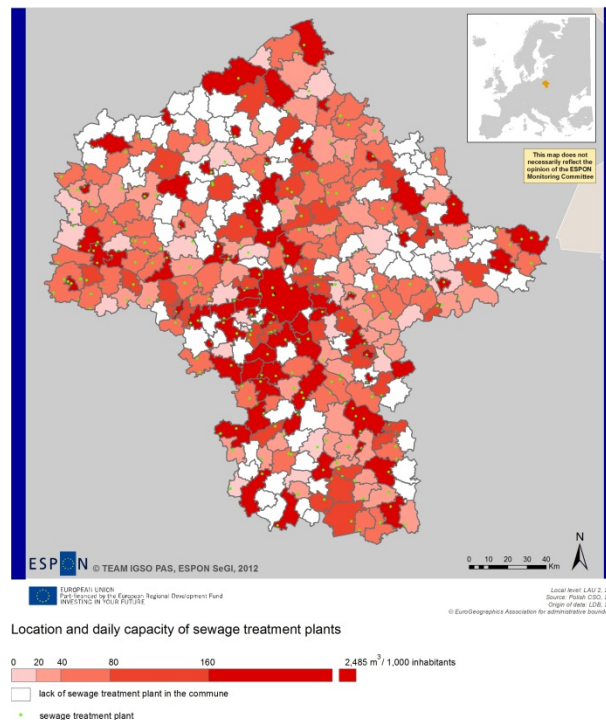 This map does not
necessarily reflect the
opinion of the ESPON
Monitoring Committee
N
0 10 20 40
Km
ESPON © TEAM IGSO PAS, ESPON SeGI, 2012
EUROPEAN UNION
Part-financed by the European Regional Development Fund
INVESTING IN YOUR FUTURE
Local level: LAU 2,
Source: Polish CSO,
Origin of data: LDB,
© EuroGeographics Association for administrative
Location and daily capacity of sewage treatment plants
0 20 40 80 160 2,485 m³/ 1,000 inhabitants
lack of sewage treatment plant in the commune
sewage treatment plant